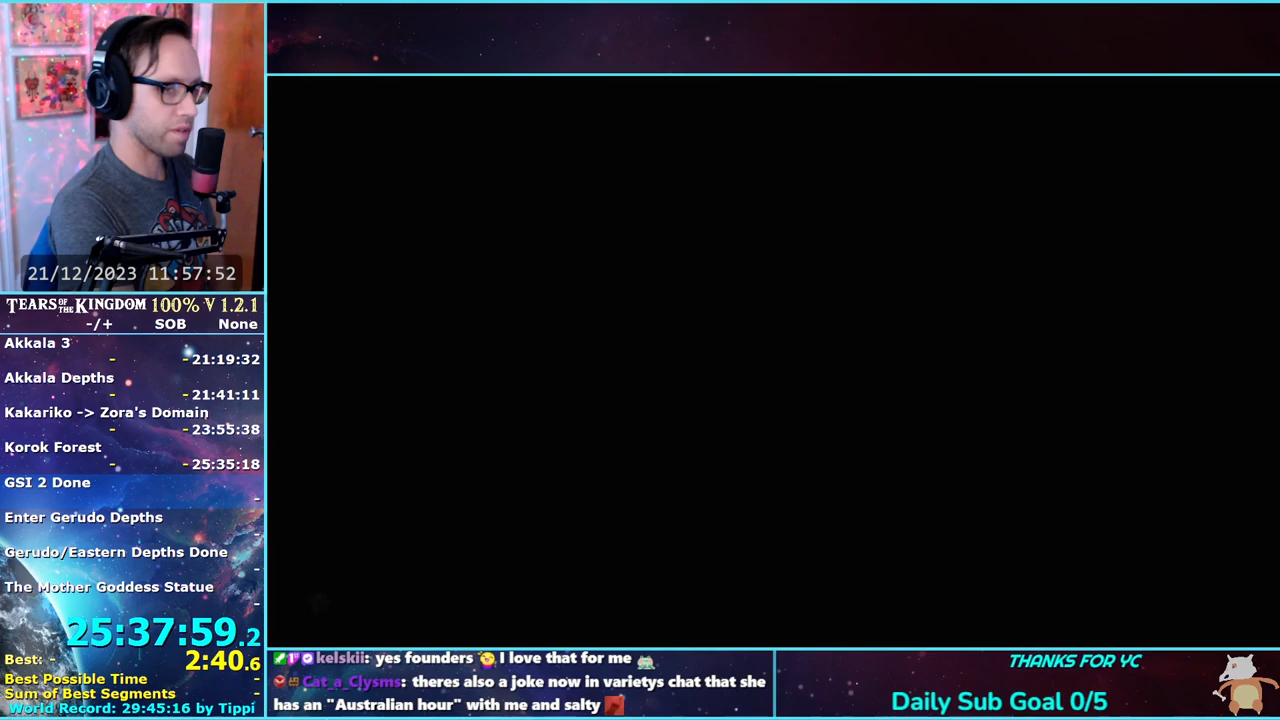 21/12/2023 11:57:52
TEARS OF THE KINGDOM 100% V 1.2.1
-/+ SOB None
Akkala 3
- - 21:19:32
Akkala Depths
- - 21:41:11
Kakariko -> Zora's Domain
- - 23:55:38
Korok Forest
- - 25:35:18
GSI 2 Done
-
Enter Gerudo Depths
-
Gerudo/Eastern Depths Done
-
The Mother Goddess Statue
-
25:37:59.2
Best: - 2:40.6
Best Possible Time -
Sum of Best Segments -
World Record: 29:45:16 by Tippi
kelskii: yes founders I love that for me
Cat_a_Clysms: theres also a joke now in varietys chat that she
has an "Australian hour" with me and salty
THANKS FOR YC
Daily Sub Goal 0/5